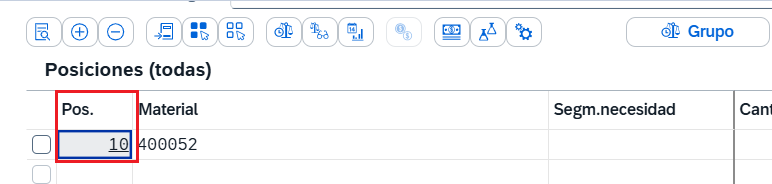 Grupo
Posiciones (todas)
Pos. Material Segm.necesidad Cant
10 400052